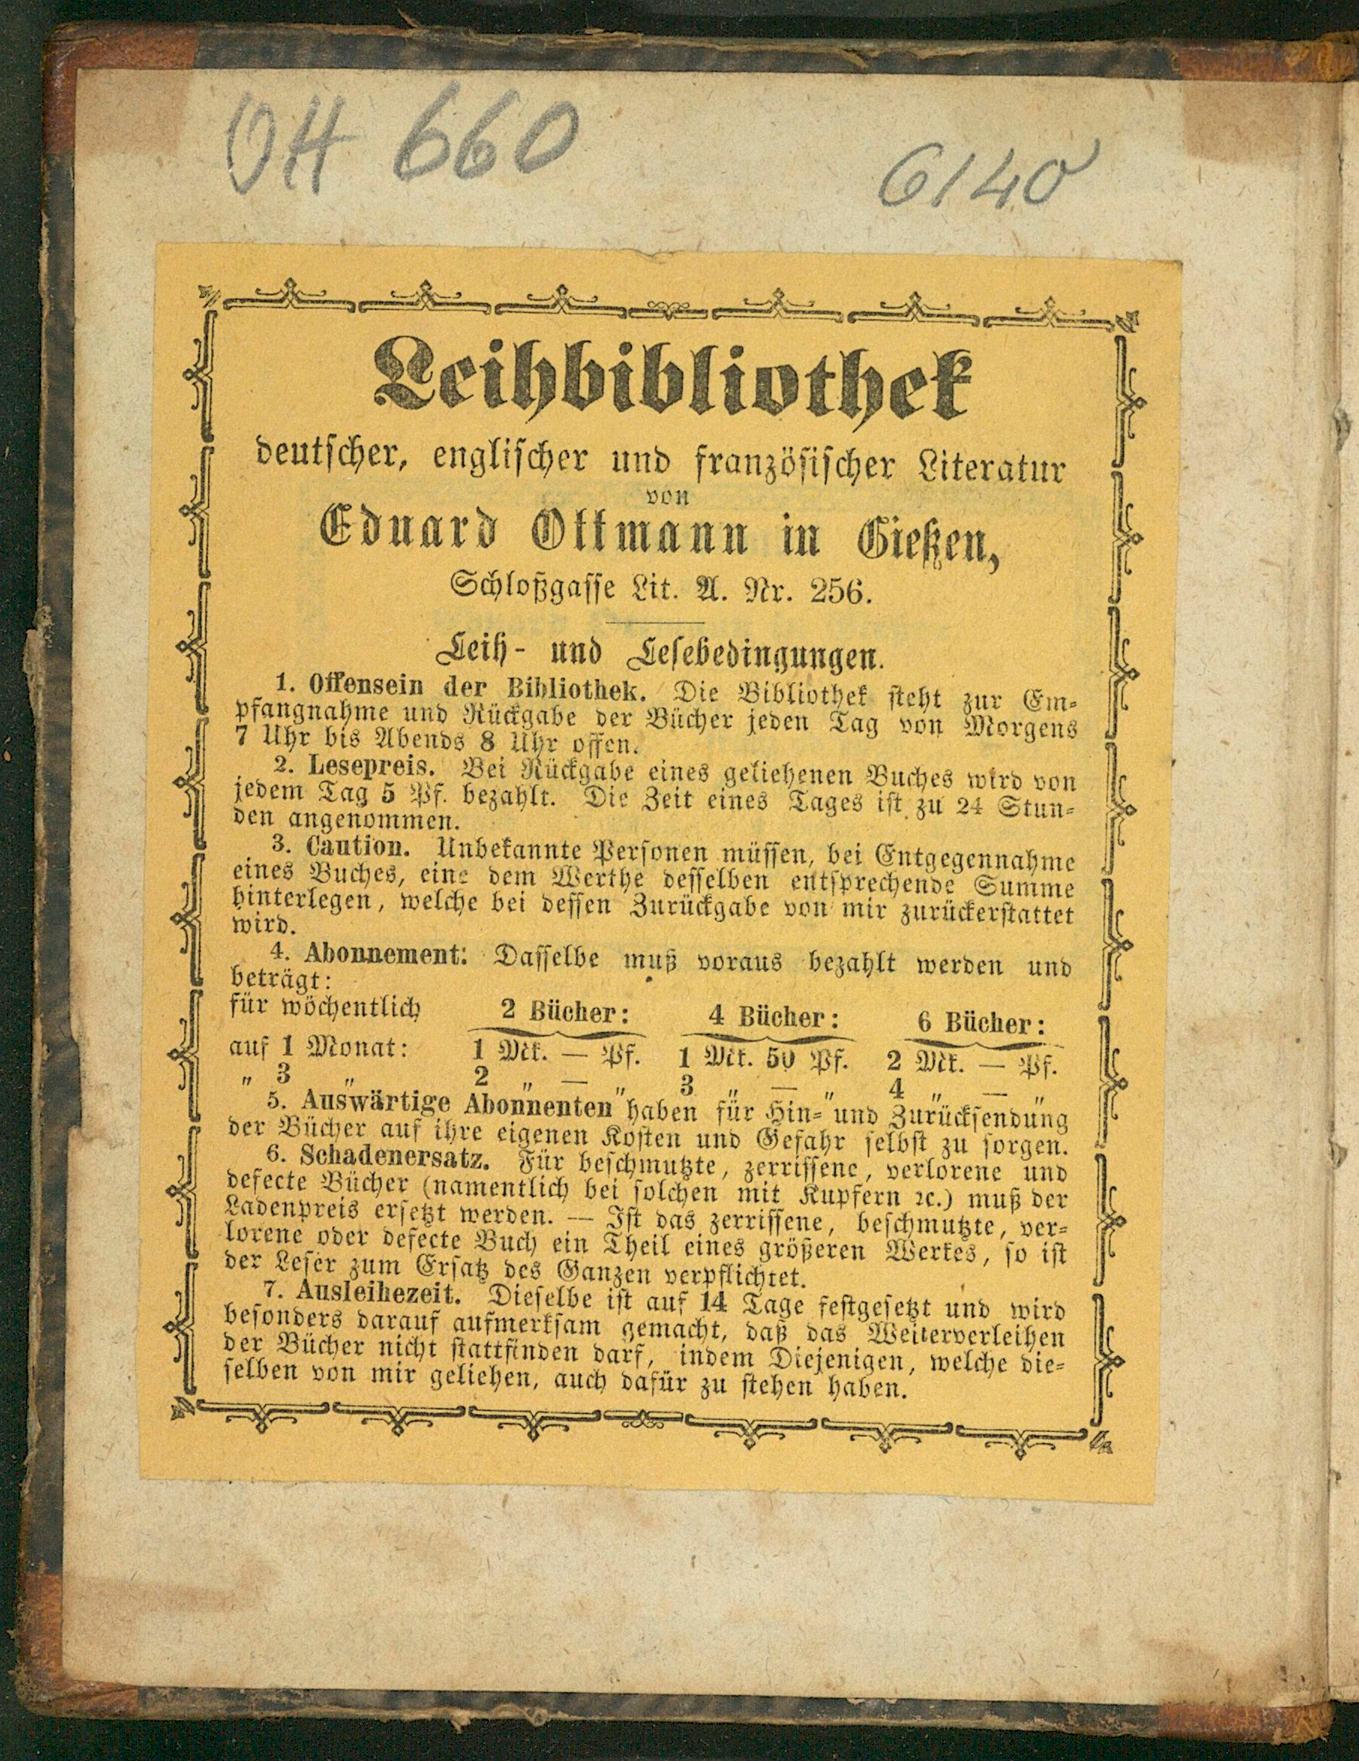 OH 660
6140
Leihbibliothek
deutscher, englischer und französischer Literatur
von
Eduard Ottmann in Gießen,
Schloßgasse Lit. A. Nr. 256.
Leih- und Lesebedingungen.
1. Offensein der Bibliothek. Die Bibliothek steht zur Em-
pfangnahme und Rückgabe der Bücher jeden Tag von Morgens
7 Uhr bis Abends 8 Uhr offen.
2. Lesepreis. Bei Rückgabe eines geliehenen Buches wird von
jedem Tag 5 Pf. bezahlt. Die Zeit eines Tages ist zu 24 Stun-
den angenommen.
3. Caution. Unbekannte Personen müssen, bei Entgegennahme
eines Buches, eine dem Werthe desselben entsprechende Summe
hinterlegen, welche bei dessen Zurückgabe von mir zurückerstattet
wird.
4. Abonnement: Dasselbe muß voraus bezahlt werden und
beträgt:
für wöchentlich 2 Bücher: 4 Bücher: 6 Bücher:
auf 1 Monat: 1 Mk. — Pf. 1 Mk. 50 Pf. 2 Mk. — Pf.
" 3 " 2 " — " 3 " — " 4 " — "
5. Auswärtige Abonnenten haben für Hin- und Zurücksendung
der Bücher auf ihre eigenen Kosten und Gefahr selbst zu sorgen.
6. Schadenersatz. Für beschmutzte, zerrissene, verlorene und
defecte Bücher (namentlich bei solchen mit Kupfern ꝛc.) muß der
Ladenpreis ersetzt werden. — Ist das zerrissene, beschmutzte, ver-
lorene oder defecte Buch ein Theil eines größeren Werkes, so ist
der Leser zum Ersatz des Ganzen verpflichtet.
7. Ausleihezeit. Dieselbe ist auf 14 Tage festgesetzt und wird
besonders darauf aufmerksam gemacht, daß das Weiterverleihen
der Bücher nicht stattfinden darf, indem Diejenigen, welche die-
selben von mir geliehen, auch dafür zu stehen haben.